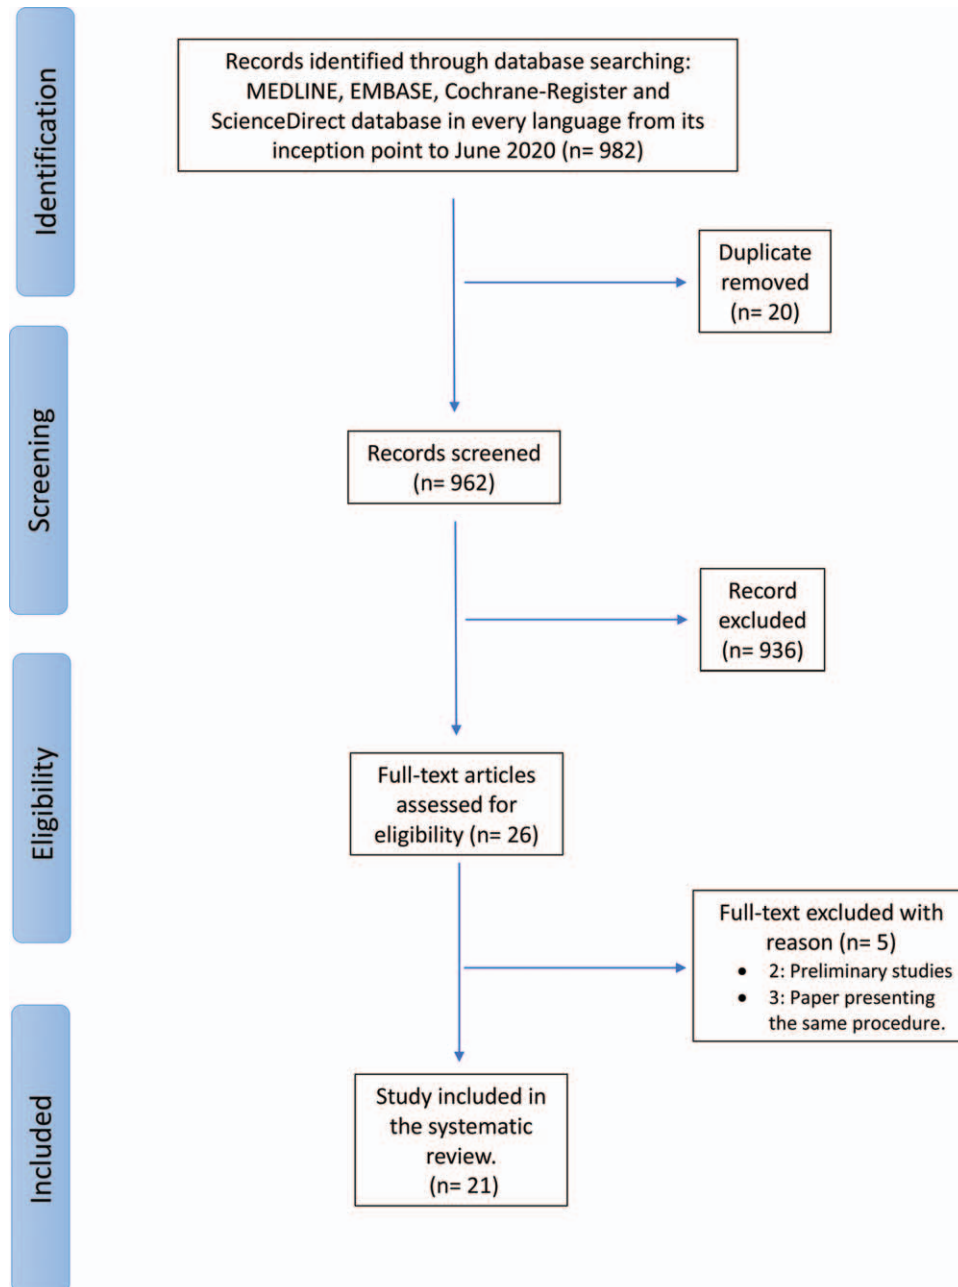 Identification
Records identified through database searching:
MEDLINE, EMBASE, Cochrane-Register and
ScienceDirect database in every language from its
inception point to June 2020 (n= 982)
Duplicate
removed
(n= 20)
Screening
Records screened
(n= 962)
Record
excluded
(n= 936)
Eligibility
Full-text articles
assessed for
eligibility (n= 26)
Full-text excluded with
reason (n= 5)
• 2: Preliminary studies
• 3: Paper presenting
the same procedure.
Included
Study included in
the systematic
review.
(n= 21)